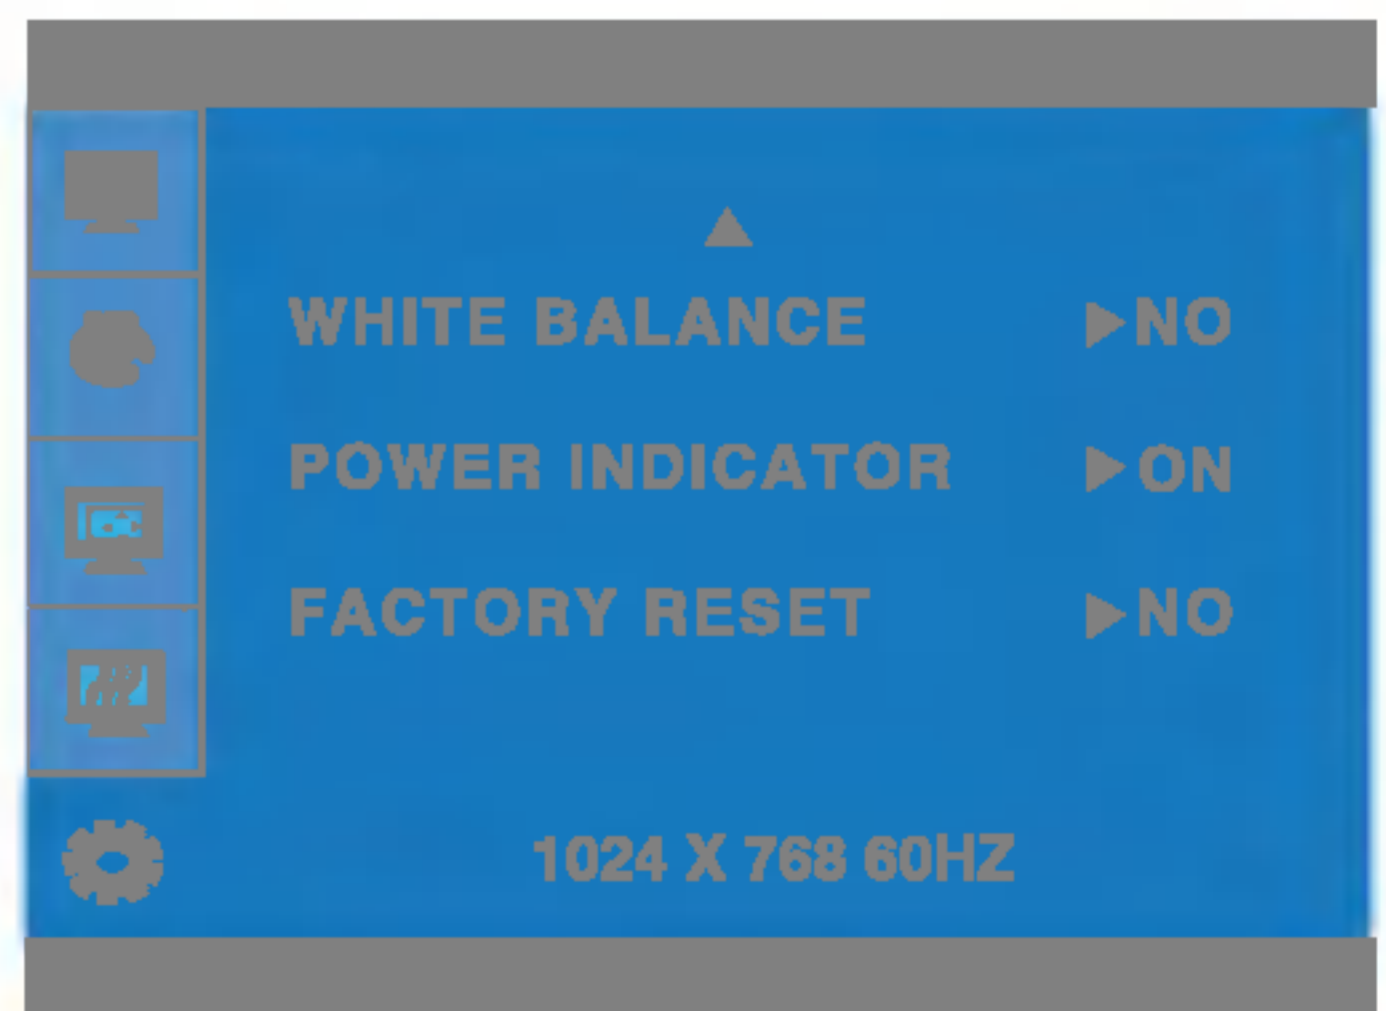 WHITE BALANCE ▶NO
POWER INDICATOR ▶ON
FACTORY RESET ▶NO
1024 X 768 60HZ